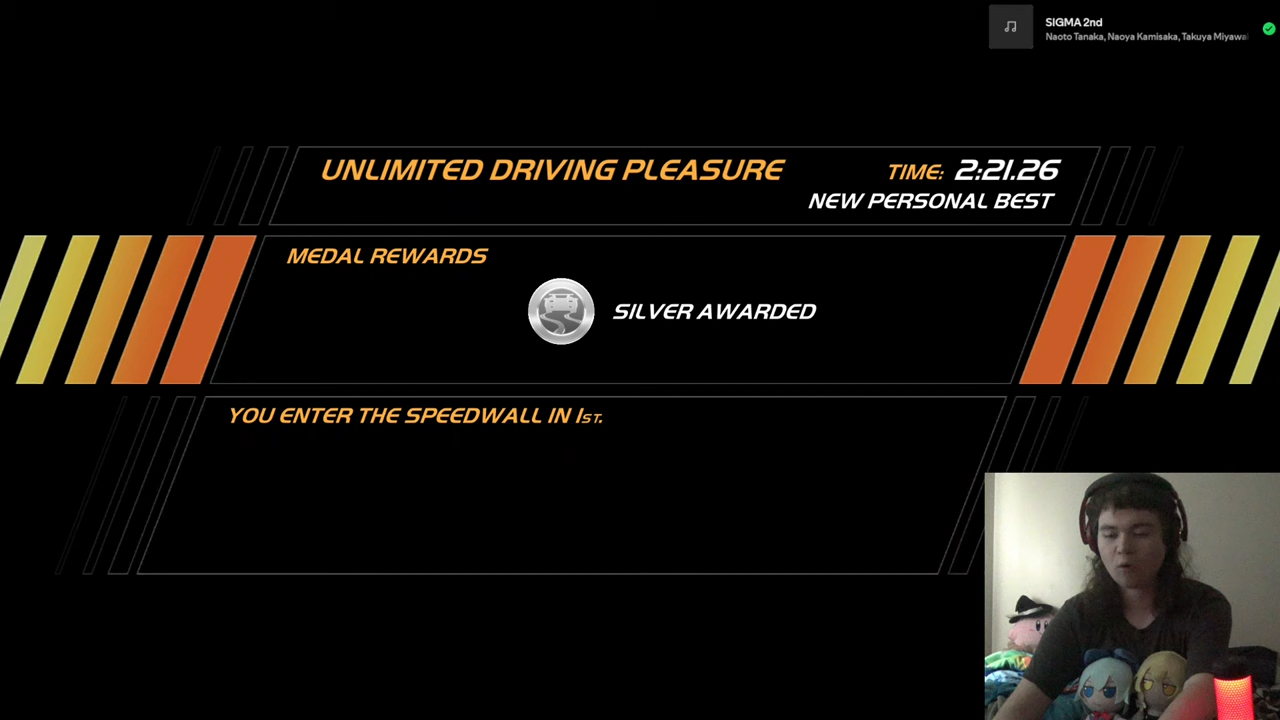 SIGMA 2nd
Naoto Tanaka, Naoya Kamisaka, Takuya Miyawa
UNLIMITED DRIVING PLEASURE
TIME: 2:21.26
NEW PERSONAL BEST
MEDAL REWARDS
SILVER AWARDED
YOU ENTER THE SPEEDWALL IN 1ST.